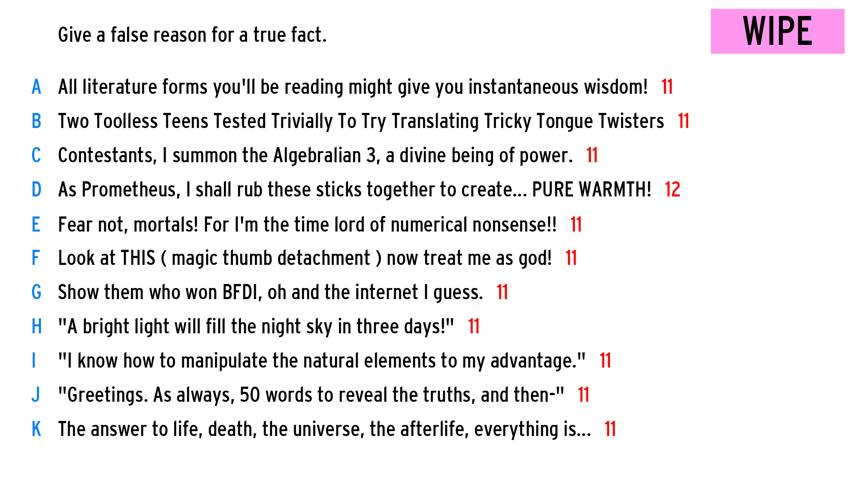 Give a false reason for a true fact.
WIPE
A All literature forms you'll be reading might give you instantaneous wisdom! 11
B Two Toolless Teens Tested Trivially To Try Translating Tricky Tongue Twisters 11
C Contestants, I summon the Algebralian 3, a divine being of power. 11
D As Prometheus, I shall rub these sticks together to create... PURE WARMTH! 12
E Fear not, mortals! For I'm the time lord of numerical nonsense!! 11
F Look at THIS ( magic thumb detachment ) now treat me as god! 11
G Show them who won BFDI, oh and the internet I guess. 11
H "A bright light will fill the night sky in three days!" 11
I "I know how to manipulate the natural elements to my advantage." 11
J "Greetings. As always, 50 words to reveal the truths, and then-" 11
K The answer to life, death, the universe, the afterlife, everything is... 11